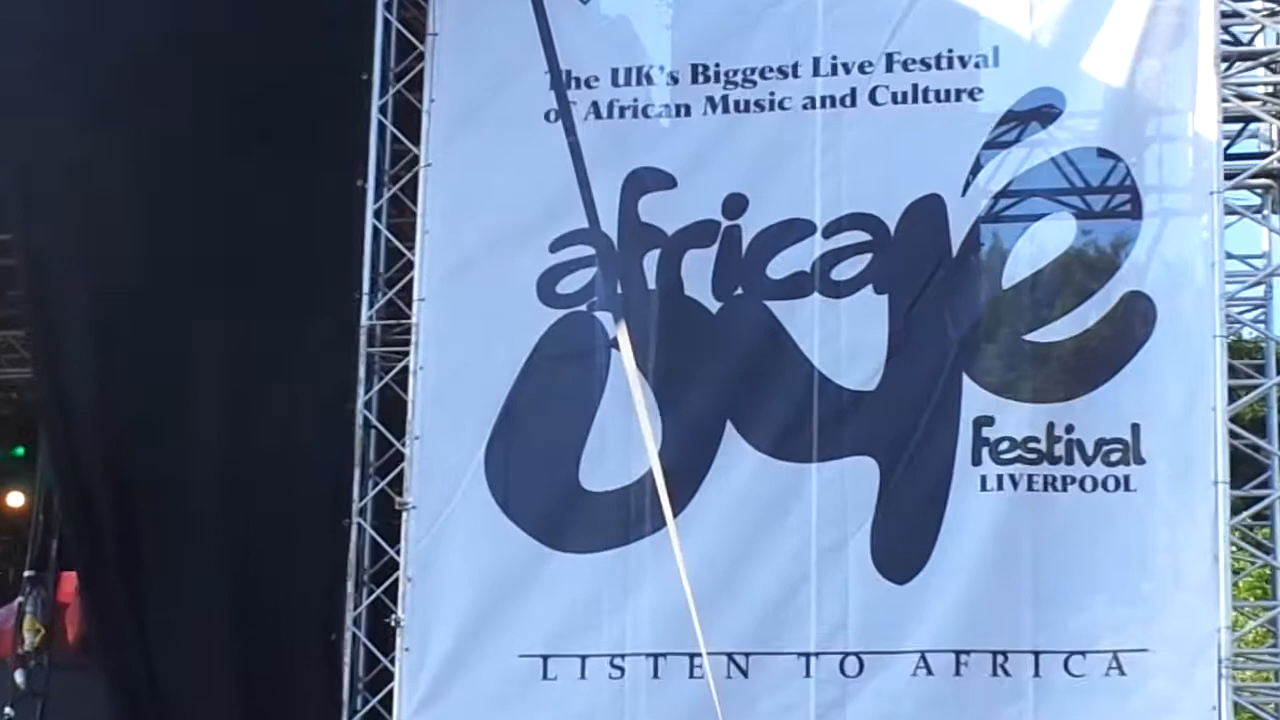 The UK's Biggest Live Festival
of African Music and Culture
africa
oyé
festival
LIVERPOOL
LISTEN TO AFRICA